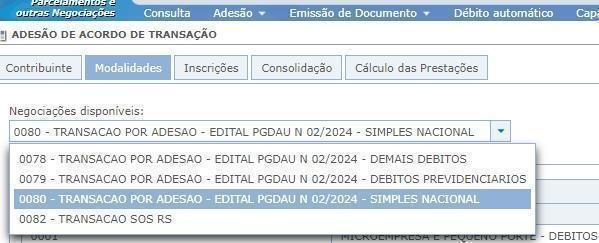 Parcelamentos e
outras Negociações
Consulta Adesão Emissão de Documento Débito automático
ADESÃO DE ACORDO DE TRANSAÇÃO
Contribuinte Modalidades Inscrições Consolidação Cálculo das Prestações
Negociações disponíveis:
0080 - TRANSACAO POR ADESAO - EDITAL PGDAU N 02/2024 - SIMPLES NACIONAL
0078 - TRANSACAO POR ADESAO - EDITAL PGDAU N 02/2024 - DEMAIS DEBITOS
0079 - TRANSACAO POR ADESAO - EDITAL PGDAU N 02/2024 - DEBITOS PREVIDENCIARIOS
0080 - TRANSACAO POR ADESAO - EDITAL PGDAU N 02/2024 - SIMPLES NACIONAL
0082 - TRANSACAO SOS RS
0001 MICROEMPRESA E PEQUENO PORTE - DEBITOS